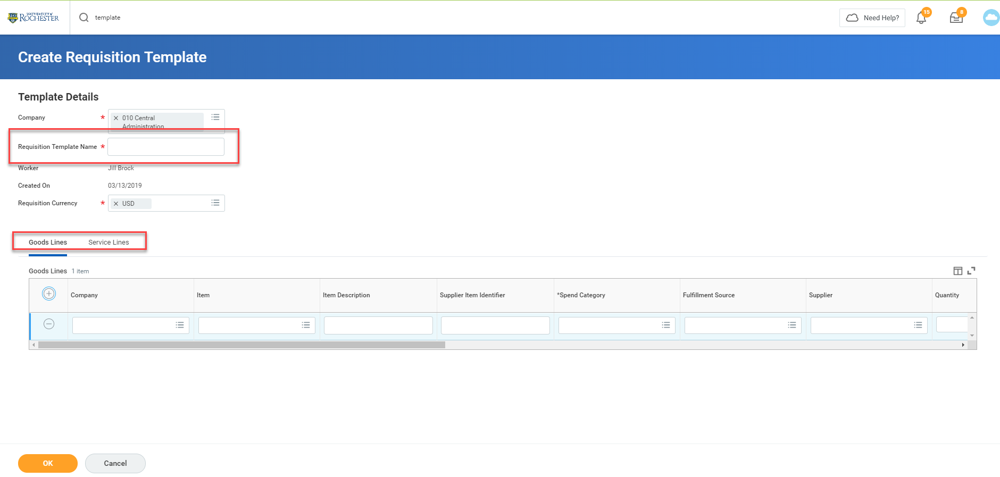 UNIVERSITY of
ROCHESTER
template
Need Help?
15
8
Create Requisition Template
Template Details
Company
*
010 Central
Administration
Requisition Template Name *
Worker
Jill Brock
Created On
03/13/2019
Requisition Currency
*
USD
Goods Lines
Service Lines
Goods Lines 1 item
Company
Item
Item Description
Supplier Item Identifier
*Spend Category
Fulfillment Source
Supplier
Quantity
OK
Cancel